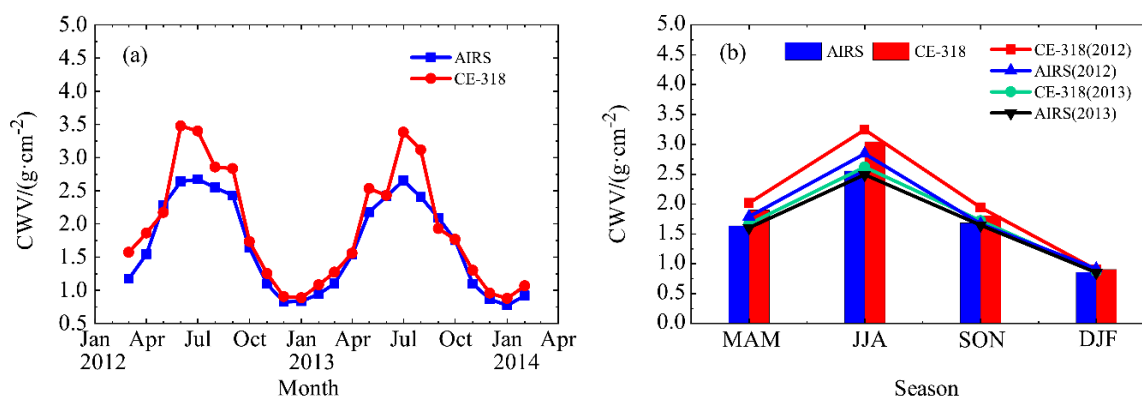 (a)
AIRS
CE-318
CWV/(g·cm⁻²)
5.0
4.5
4.0
3.5
3.0
2.5
2.0
1.5
1.0
0.5
Jan Apr Jul Oct Jan Apr Jul Oct Jan Apr
2012 2013 2014
Month
(b)
AIRS CE-318
CE-318(2012)
AIRS(2012)
CE-318(2013)
AIRS(2013)
CWV/(g·cm⁻²)
5.0
4.5
4.0
3.5
3.0
2.5
2.0
1.5
1.0
0.5
0.0
MAM JJA SON DJF
Season